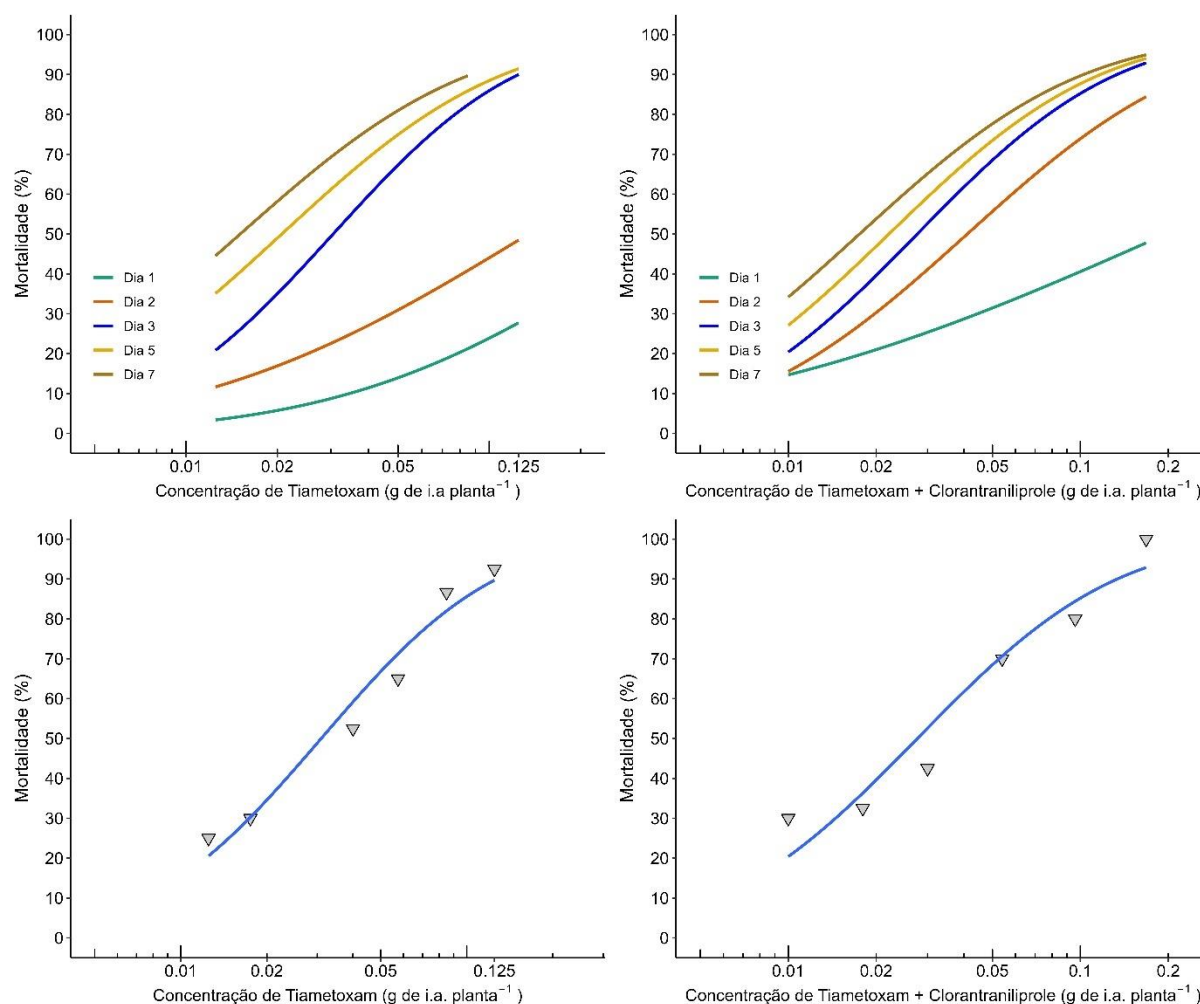 100
90
80
70
60
50
40
30
20
10
0
Mortalidade (%)
Dia 1
Dia 2
Dia 3
Dia 5
Dia 7
0.01 0.02 0.05 0.125
Concentração de Tiametoxam (g de i.a planta⁻¹ )
100
90
80
70
60
50
40
30
20
10
0
Mortalidade (%)
Dia 1
Dia 2
Dia 3
Dia 5
Dia 7
0.01 0.02 0.05 0.1 0.2
Concentração de Tiametoxam + Clorantraniliprole (g de i.a. planta⁻¹ )
100
90
80
70
60
50
40
30
20
10
0
Mortalidade (%)
0.01 0.02 0.05 0.125
Concentração de Tiametoxam (g de i.a. planta⁻¹ )
100
90
80
70
60
50
40
30
20
10
0
Mortalidade (%)
0.01 0.02 0.05 0.1 0.2
Concentração de Tiametoxam + Clorantraniliprole (g de i.a. planta⁻¹ )